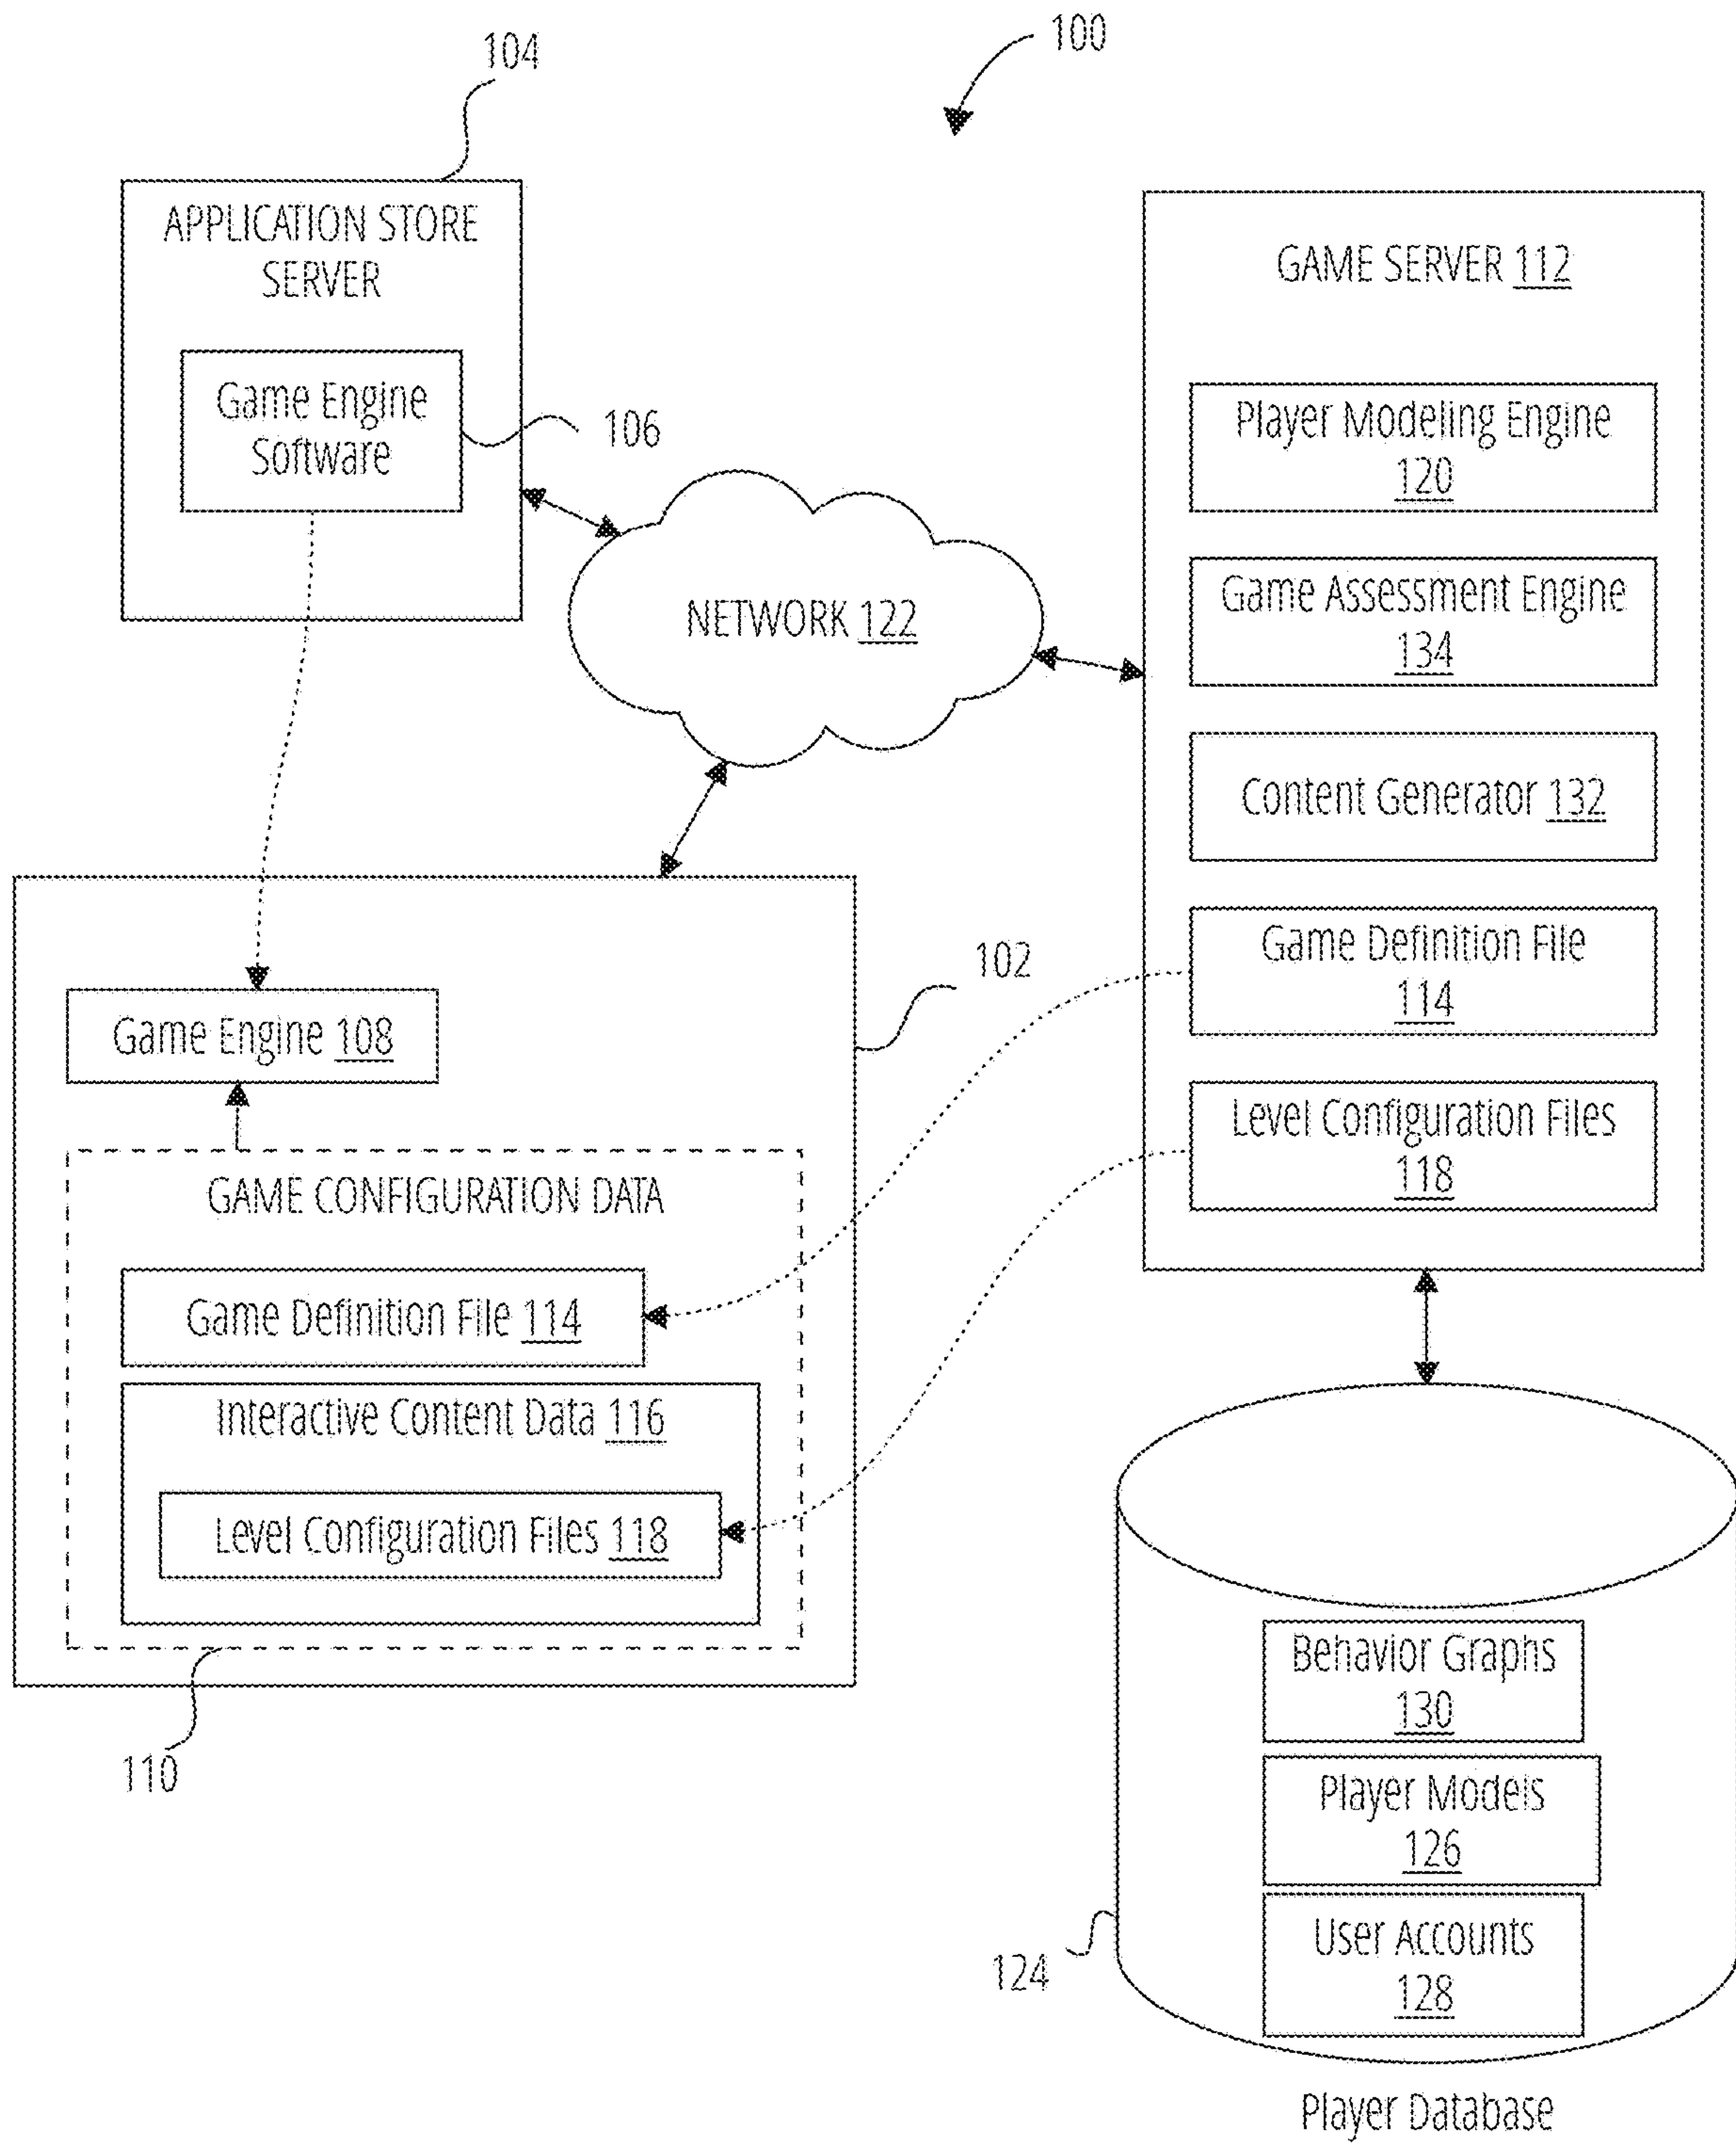 100
104
APPLICATION STORE
SERVER
Game Engine
Software
106
NETWORK 122
GAME SERVER 112
Player Modeling Engine
120
Game Assessment Engine
134
Content Generator 132
Game Definition File
114
Level Configuration Files
118
102
Game Engine 108
GAME CONFIGURATION DATA
Game Definition File 114
Interactive Content Data 116
Level Configuration Files 118
110
Behavior Graphs
130
Player Models
126
User Accounts
128
124
Player Database